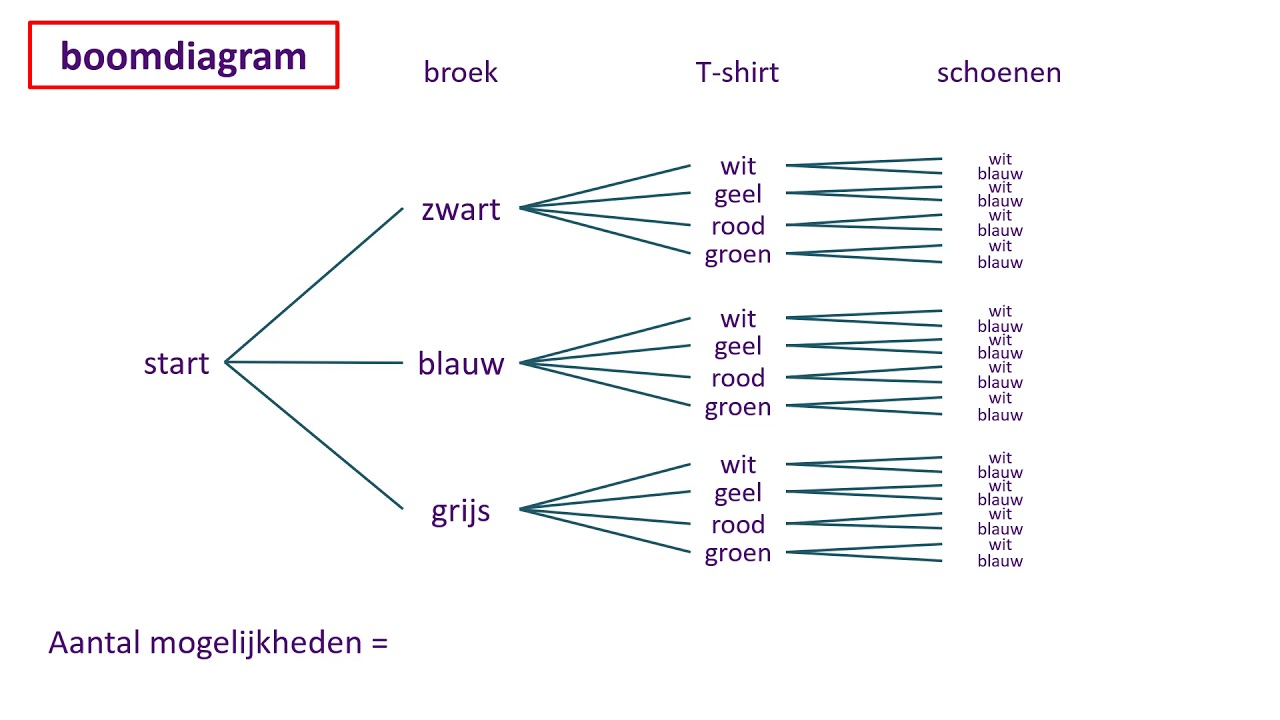 boomdiagram
broek T-shirt schoenen
wit
geel
rood
groen
wit
blauw
wit
blauw
wit
blauw
wit
blauw
zwart
wit
geel
rood
groen
wit
blauw
wit
blauw
wit
blauw
wit
blauw
start
blauw
wit
geel
rood
groen
wit
blauw
wit
blauw
wit
blauw
wit
blauw
grijs
Aantal mogelijkheden =